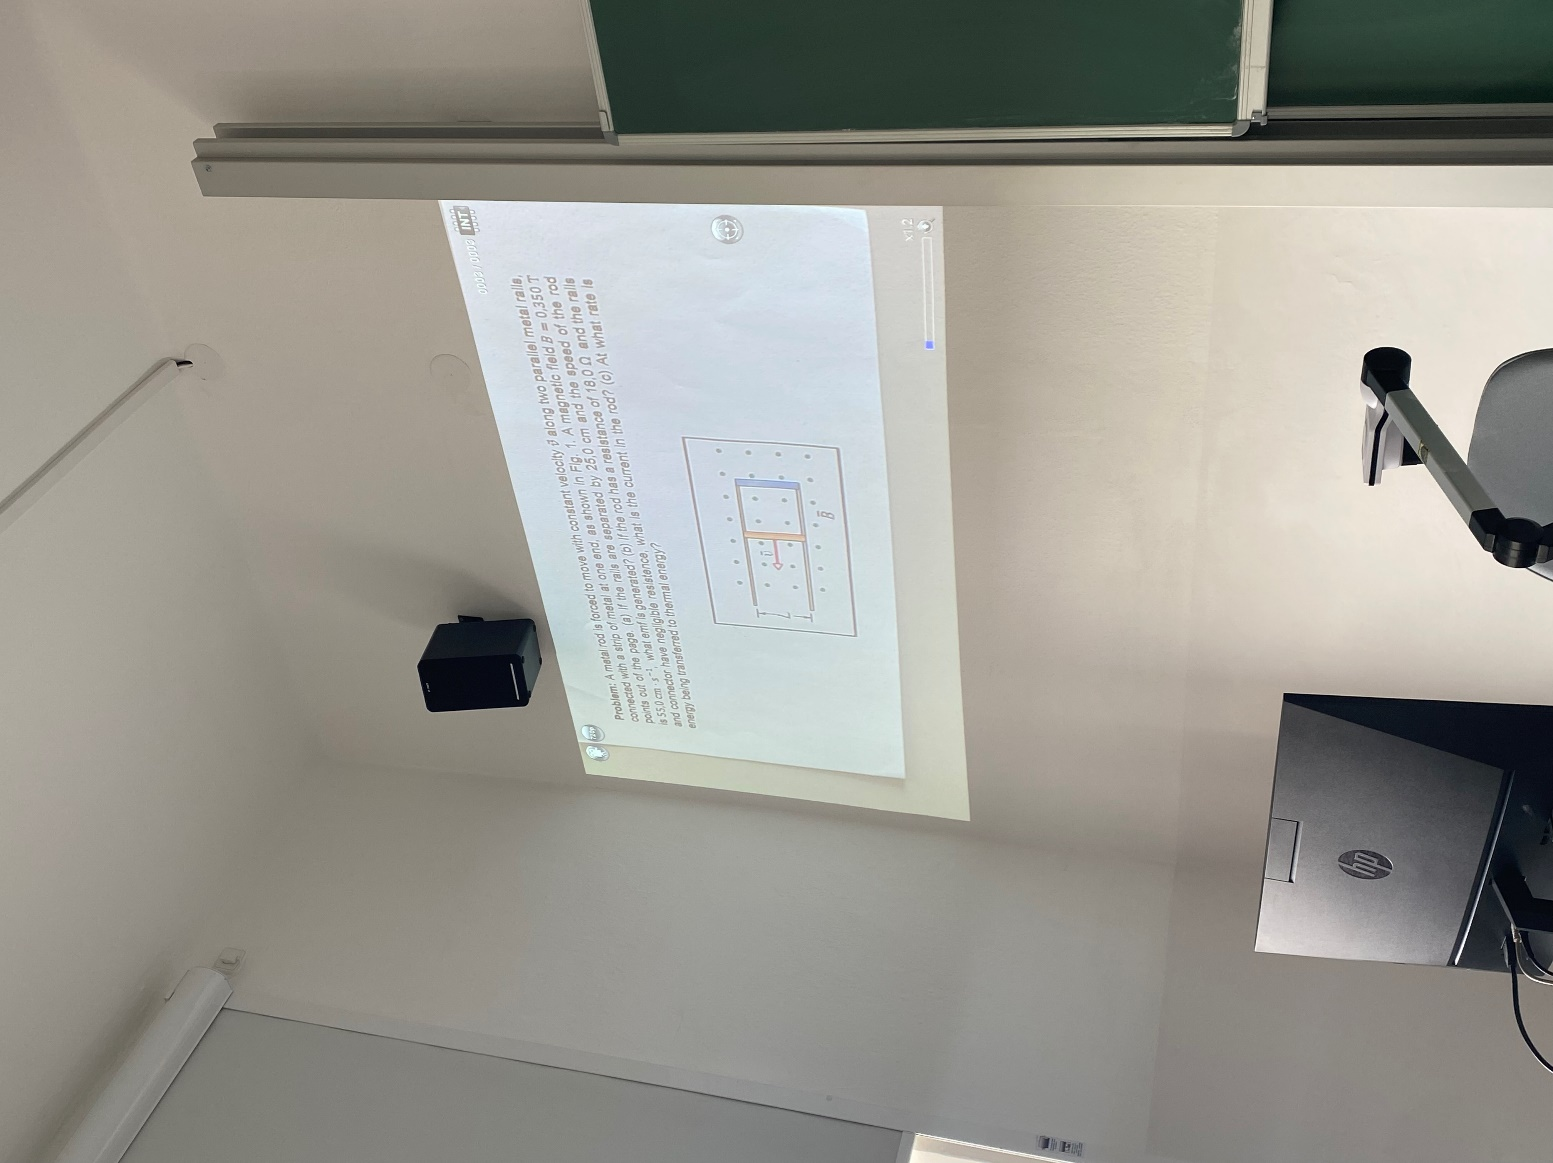 Problem: A metal rod is forced to move with constant velocity v⃗ along two parallel metal rails,
connected with a strip of metal at one end, as shown in Fig. 1. A magnetic field B = 0,350 T
points out of the page. (a) If the rails are separated by 25,0 cm and the speed of the rod
is 55,0 cm · s⁻¹, what emf is generated? (b) If the rod has a resistance of 18,0 Ω and the rails
and connector have negligible resistence, what is the current in the rod? (c) At what rate is
energy being transferred to thermal energy?
L
v⃗
B⃗
INT
x1.2
hp